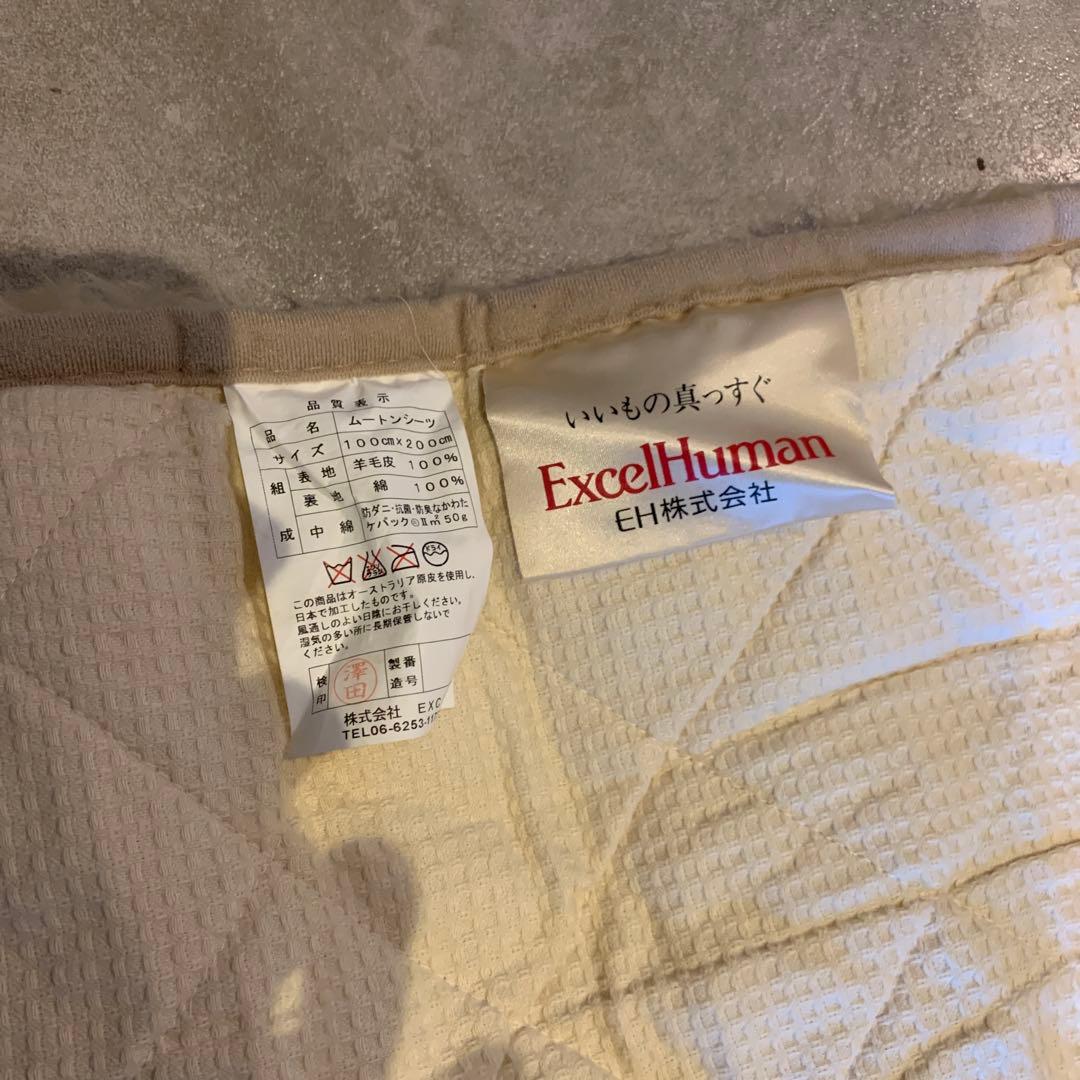 品質表示
品名 ムートンシーツ
サイズ 100cm×200cm
組成 表地 羊毛皮 100%
裏地 綿 100%
中綿 防ダニ・抗菌・防臭なかわた
ケバック Ⅱ㎡50g
ドライ
この商品はオーストラリア原皮を使用し、
日本で加工したものです。
風通しのよい日陰にお干しください。
湿気の多い所に長期保管しないで
ください。
検印 澤田 製造番号
株式会社 EXC
TEL06-6253-11
いいもの真っすぐ
ExcelHuman
EH株式会社